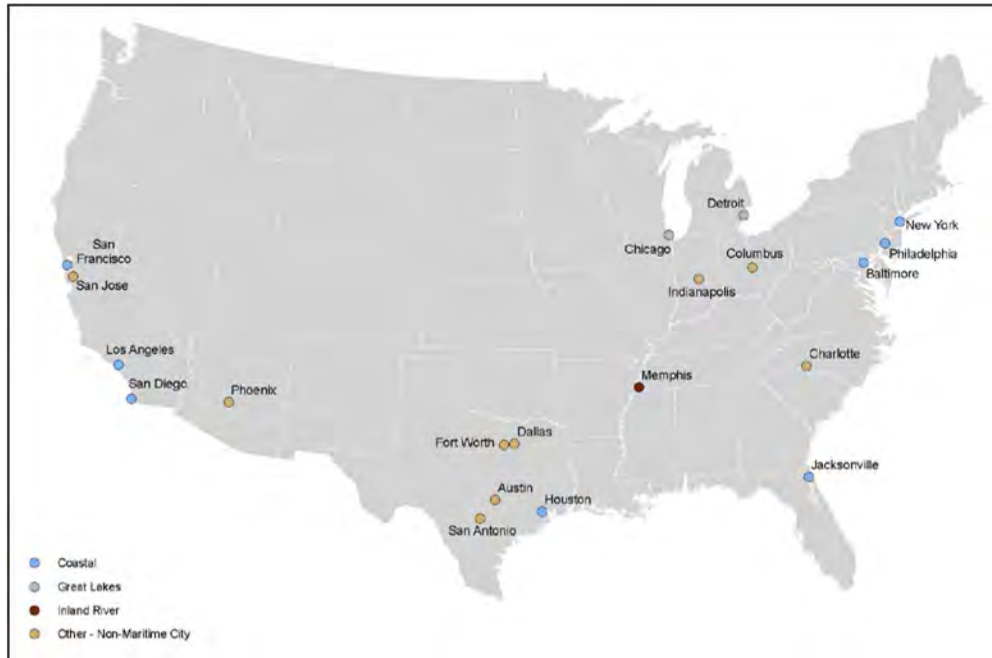 Detroit
New York
Chicago
Columbus
Philadelphia
San
Francisco
Baltimore
San Jose
Indianapolis
Los Angeles
Charlotte
San Diego
Phoenix
Memphis
Fort Worth
Dallas
Jacksonville
Austin
Houston
San Antonio
Coastal
Great Lakes
Inland River
Other - Non-Maritime City